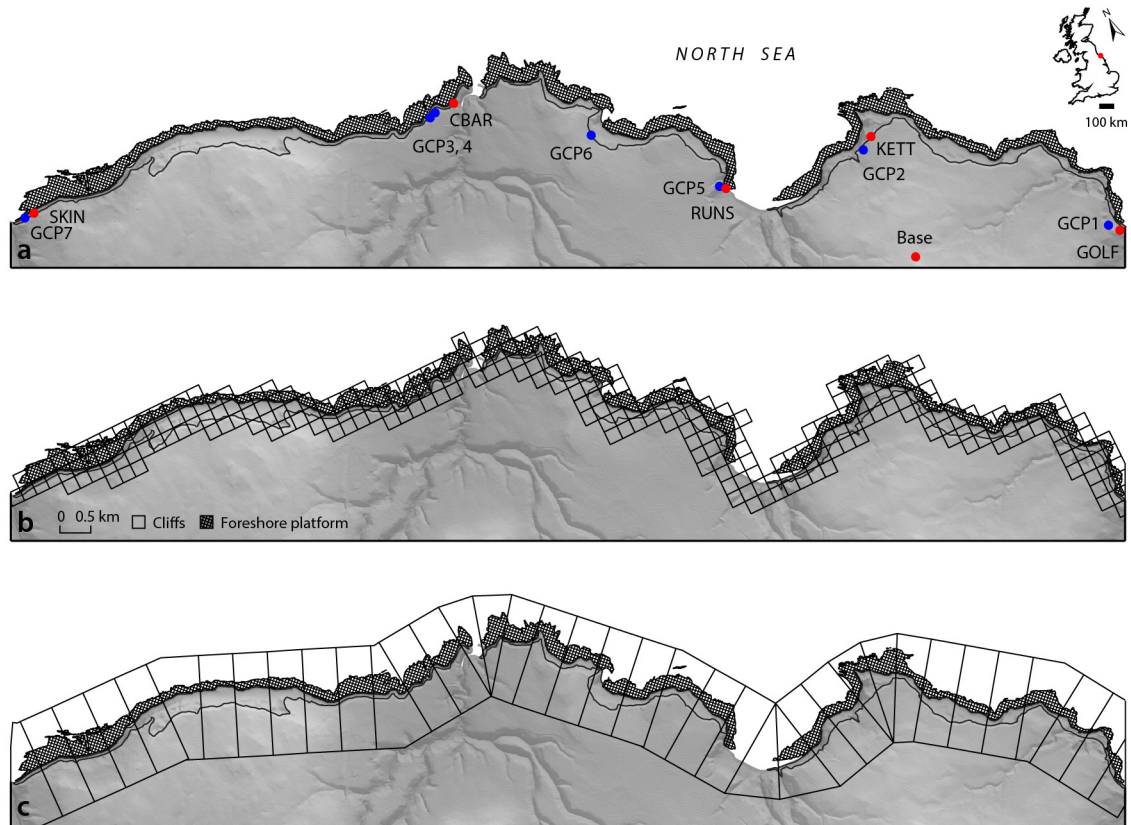 NORTH SEA
N
100 km
CBAR
GCP3, 4
GCP6
KETT
GCP2
GCP5
RUNS
SKIN
GCP7
Base
GCP1
GOLF
a
b
0 0.5 km
Cliffs
Foreshore platform
c